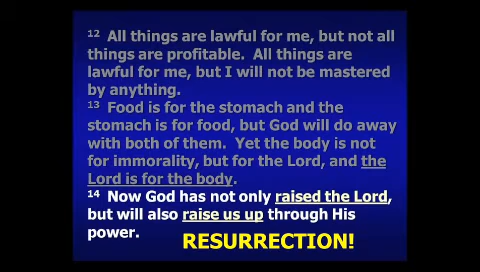 12 All things are lawful for me, but not all
things are profitable. All things are
lawful for me, but I will not be mastered
by anything.
13 Food is for the stomach and the
stomach is for food, but God will do away
with both of them. Yet the body is not
for immorality, but for the Lord, and the
Lord is for the body.
14 Now God has not only raised the Lord,
but will also raise us up through His
power.
RESURRECTION!